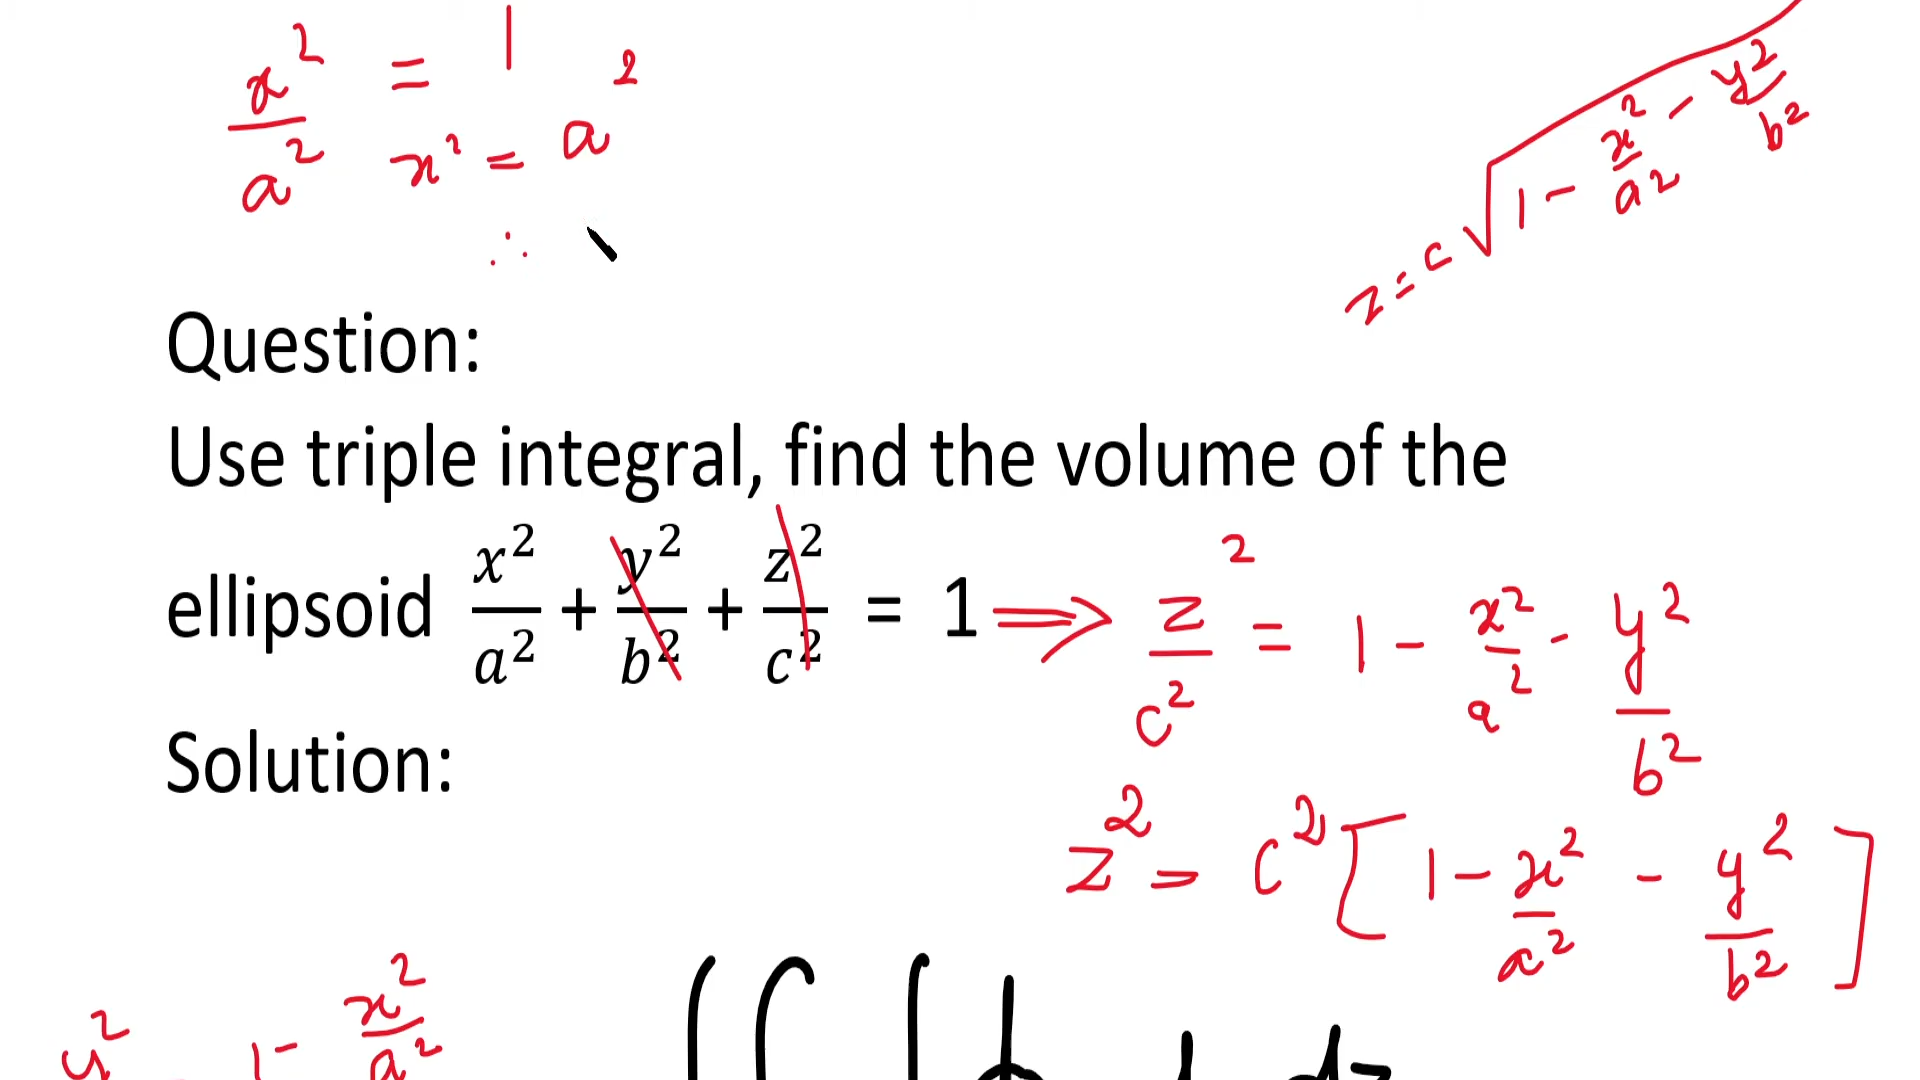 x²/a² = 1
x² = a²
∴
z = c √(1 - x²/a² - y²/b²)
Question:
Use triple integral, find the volume of the
ellipsoid x²/a² + y²/b² + z²/c² = 1 ⇒ z²/c² = 1 - x²/a² - y²/b²
Solution:
z² = c² [1 - x²/a² - y²/b²]
y² 1 - x²/a²
∫∫∫